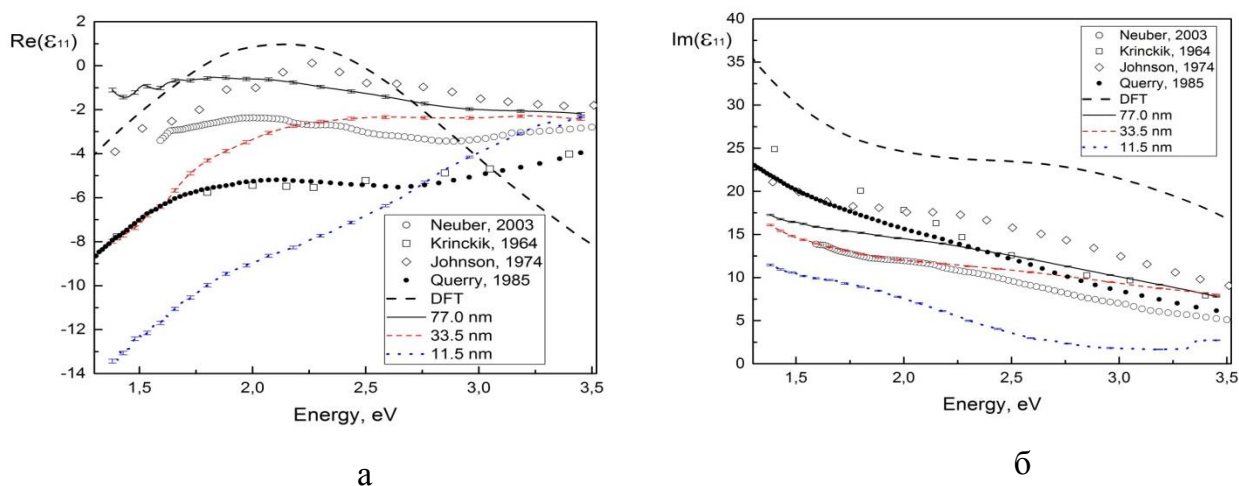 Re(ε₁₁)
2
0
-2
-4
-6
-8
-10
-12
-14
1,5
2,0
2,5
3,0
3,5
Energy, eV
Neuber, 2003
Krinckik, 1964
Johnson, 1974
Querry, 1985
DFT
77.0 nm
33.5 nm
11.5 nm
а
Im(ε₁₁)
40
35
30
25
20
15
10
5
0
1,5
2,0
2,5
3,0
3,5
Energy, eV
Neuber, 2003
Krinckik, 1964
Johnson, 1974
Querry, 1985
DFT
77.0 nm
33.5 nm
11.5 nm
б